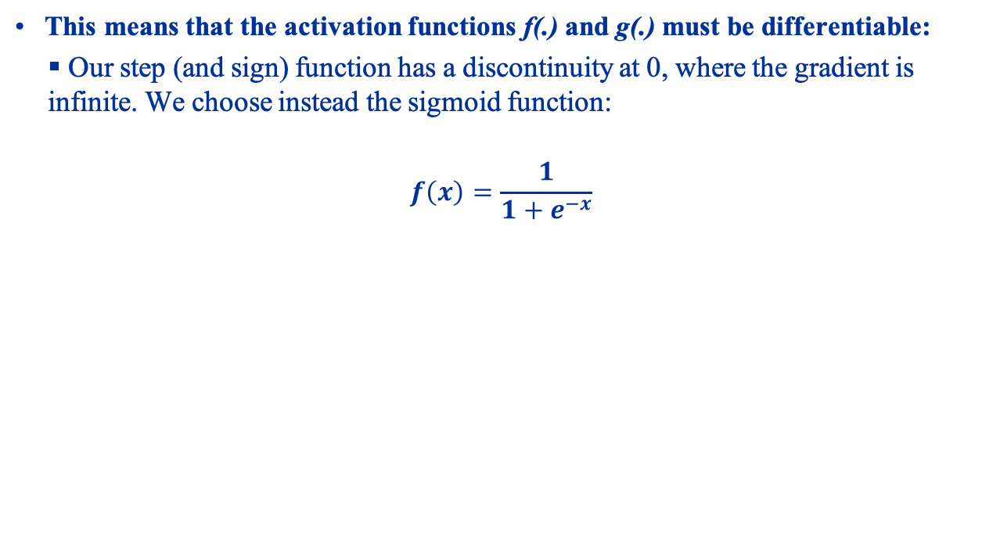 • This means that the activation functions f(.) and g(.) must be differentiable:
▪ Our step (and sign) function has a discontinuity at 0, where the gradient is
infinite. We choose instead the sigmoid function:
f(x) = 1 / (1 + e^{-x})